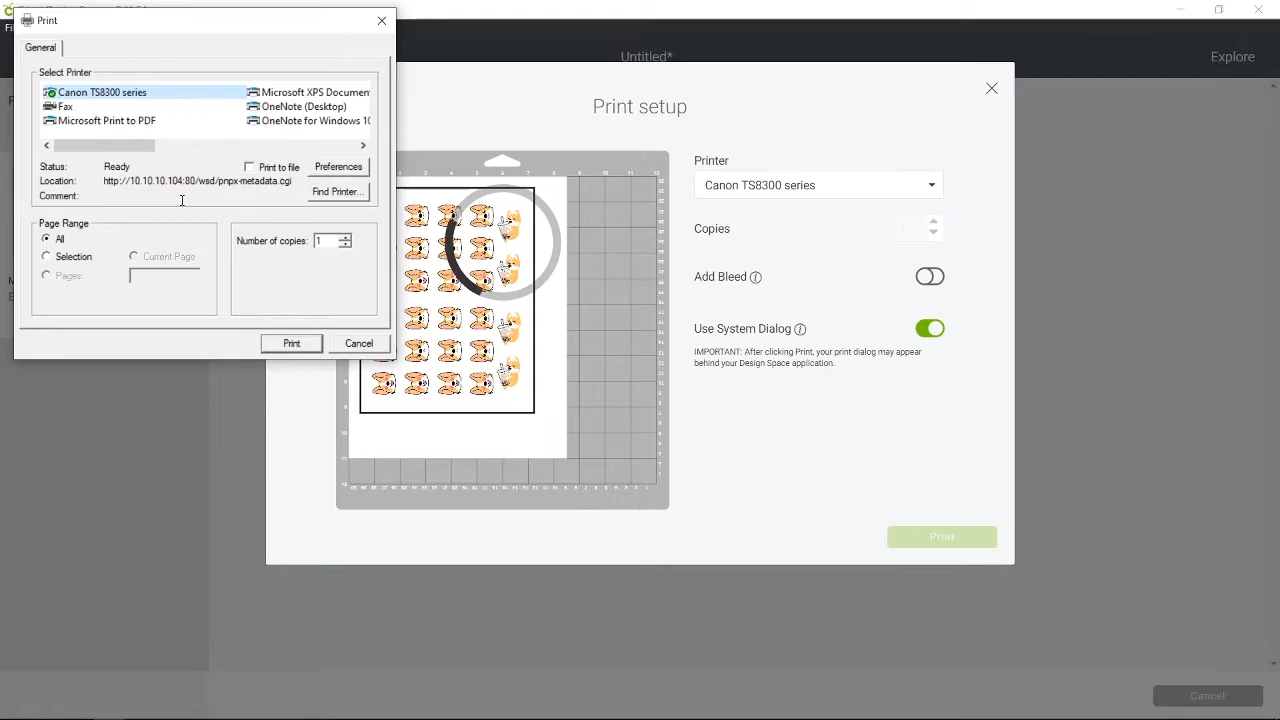 Print
General
Untitled*
Explore
Select Printer
Canon TS8300 series
Microsoft XPS Documen
Fax
OneNote (Desktop)
Microsoft Print to PDF
OneNote for Windows 10
Status: Ready
Print to file
Preferences
Location: http://10.10.10.104:80/wsd/pnpx-metadata.cgi
Comment:
Find Printer...
Page Range
All
Selection
Current Page
Pages:
Number of copies: 1
Print
Cancel
Print setup
Printer
Canon TS8300 series
Copies
Add Bleed
Use System Dialog
IMPORTANT: After clicking Print, your print dialog may appear
behind your Design Space application.
Print
Cancel